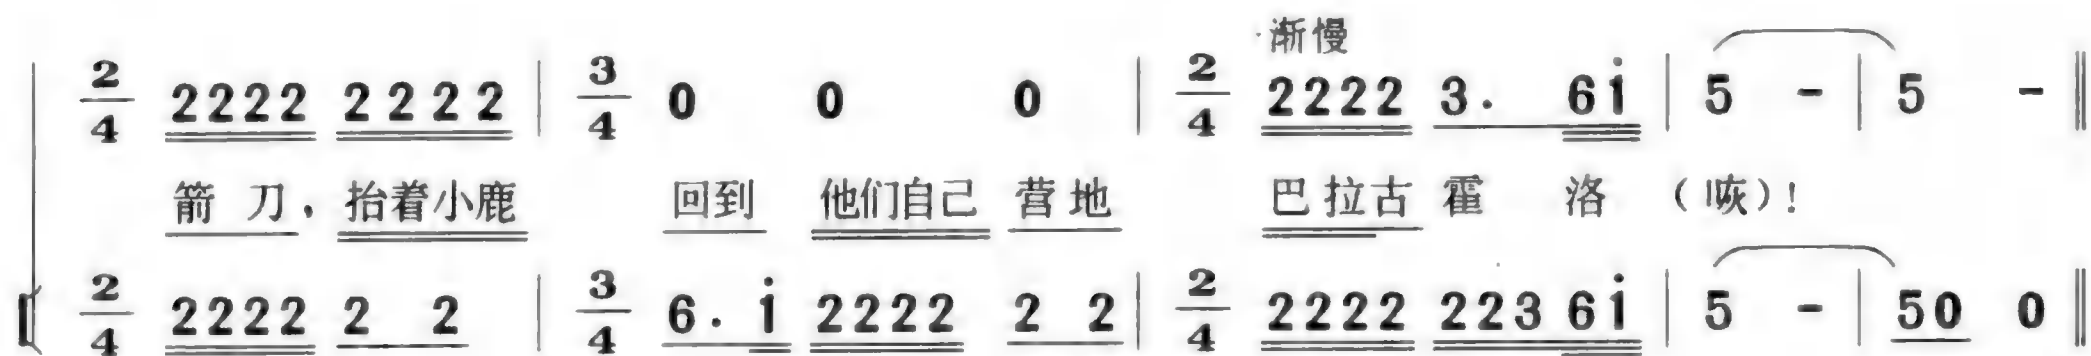 渐慢
2/4 2222 2222 | 3/4 0 0 0 | 2/4 2222 3. 6i̇ | 5 - | 5 - ‖
箭 刀，抬着小鹿 回到 他们自己 营地 巴拉古 霍 洛 （咴）！
2/4 2222 2 2 | 3/4 6. i̇ 2222 2 2 | 2/4 2222 223 6i̇ | 5 - | 50 0 ‖